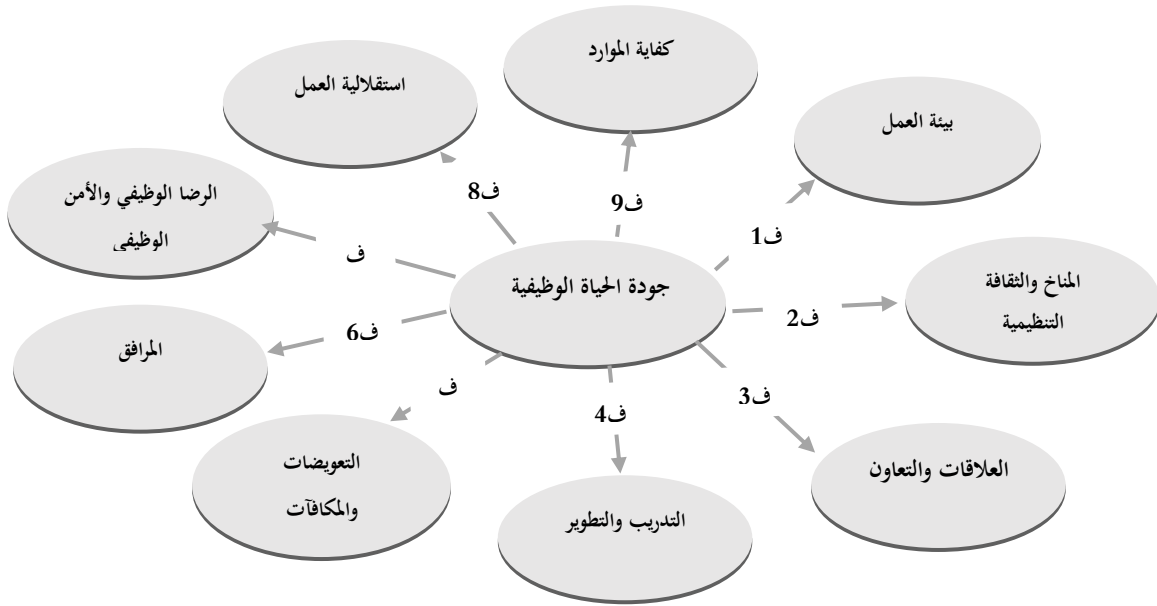 كفاية الموارد
استقلالية العمل
بيئة العمل
الرضا الوظيفي والأمن
الوظيفي
ف8
ف9
ف1
ف
جودة الحياة الوظيفية
المناخ والثقافة
التنظيمية
ف2
المرافق
ف6
ف
ف4
ف3
التعويضات
والمكافآت
العلاقات والتعاون
التدريب والتطوير